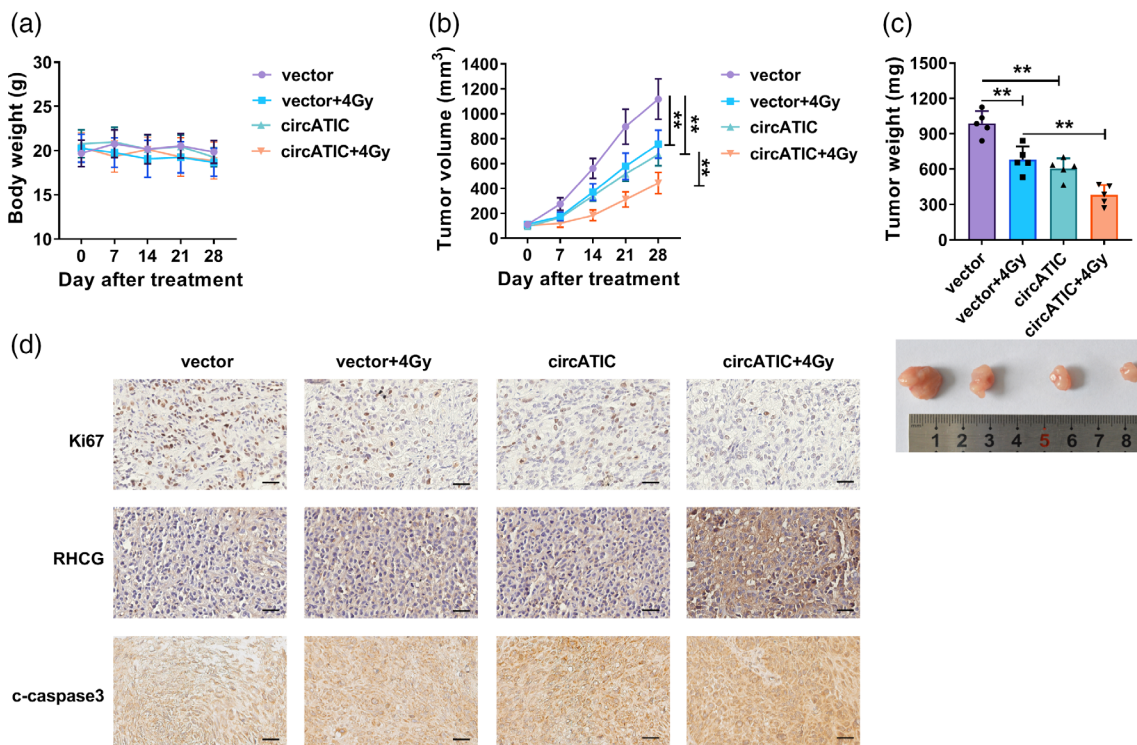 (a)
Body weight (g)
30
25
20
15
10
0 7 14 21 28
Day after treatment
vector
vector+4Gy
circATIC
circATIC+4Gy
(b)
Tumor volume (mm³)
1400
1200
1000
800
600
400
200
0
0 7 14 21 28
Day after treatment
vector
vector+4Gy
circATIC
circATIC+4Gy
**
**
**
(c)
Tumor weight (mg)
1500
1200
900
600
300
0
**
**
**
vector
vector+4Gy
circATIC
circATIC+4Gy
1 2 3 4 5 6 7 8
(d)
vector vector+4Gy circATIC circATIC+4Gy
Ki67
RHCG
c-caspase3